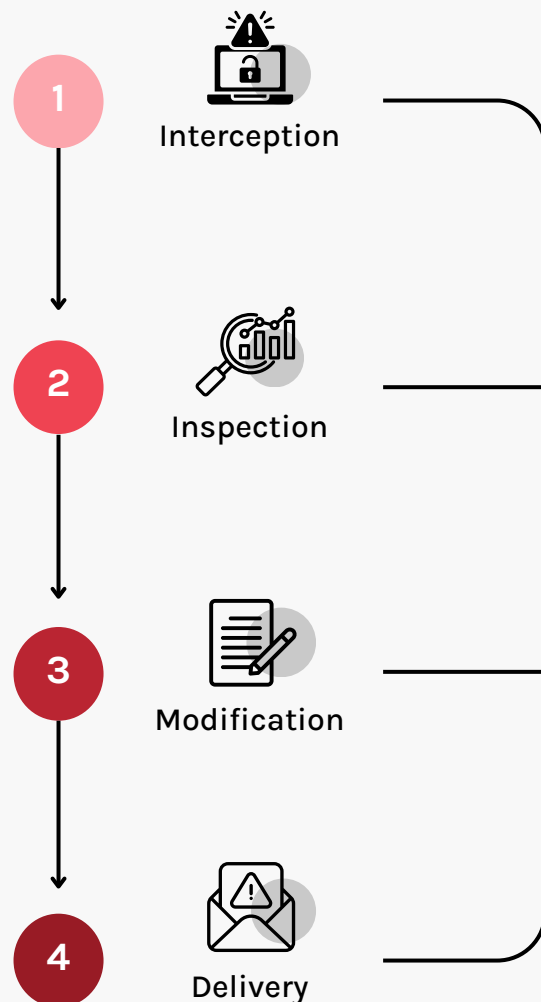 1
Interception
2
Inspection
3
Modification
4
Delivery